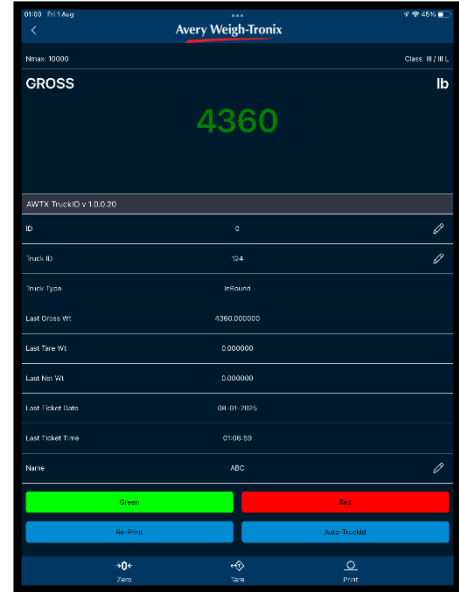 01:00 Fri 1 Aug 45%
Avery Weigh-Tronix
Nmax: 10000 Class: III / III L
GROSS lb
4360
AWTX TruckIO v 1.0.0.20
ID 0
Truck ID 124
Truck Type InBound
Last Gross Wt 4360.000000
Last Tare Wt 0.000000
Last Net Wt 0.000000
Last Ticket Date 08-01-2025
Last Ticket Time 01:06:59
Name ABC
Green Red
Re-Print Auto-TruckId
→0← Zero
T Tare
Print